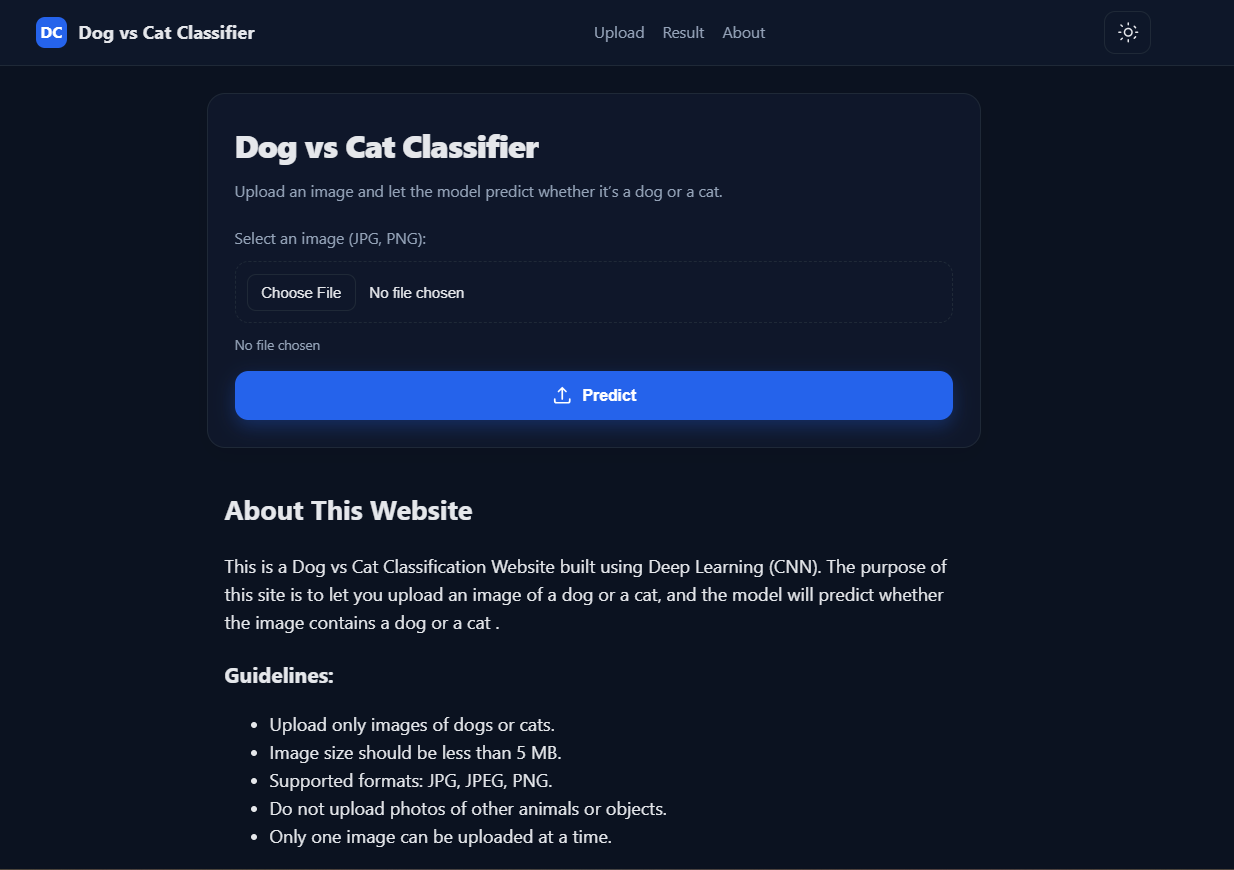 DC Dog vs Cat Classifier Upload Result About
Dog vs Cat Classifier
Upload an image and let the model predict whether it's a dog or a cat.
Select an image (JPG, PNG):
Choose File No file chosen
No file chosen
Predict
About This Website
This is a Dog vs Cat Classification Website built using Deep Learning (CNN). The purpose of
this site is to let you upload an image of a dog or a cat, and the model will predict whether
the image contains a dog or a cat .
Guidelines:
• Upload only images of dogs or cats.
• Image size should be less than 5 MB.
• Supported formats: JPG, JPEG, PNG.
• Do not upload photos of other animals or objects.
• Only one image can be uploaded at a time.